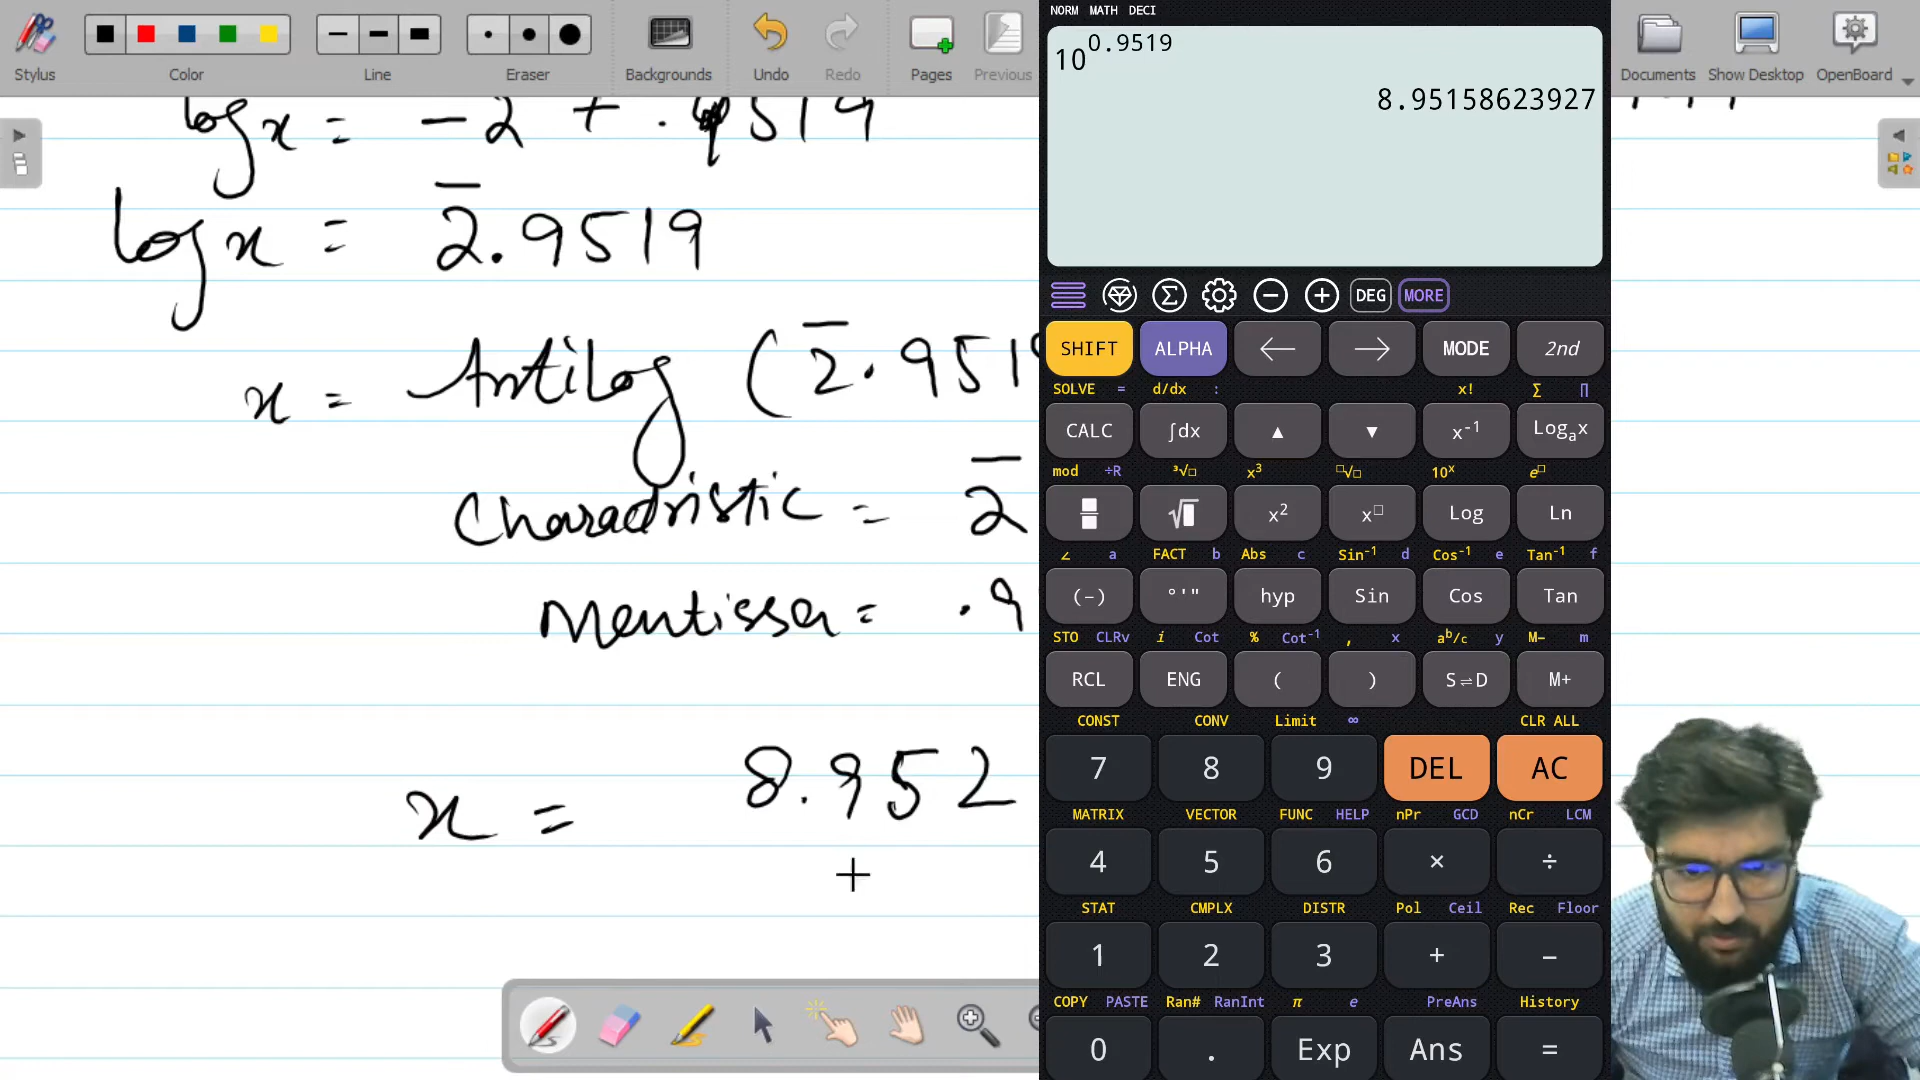 NORM MATH DECI
Stylus Color Line Eraser Backgrounds Undo Redo Pages Previous Documents Show Desktop OpenBoard
10^0.9519
8.95158623927
log x = -2 + .9519
log x = 2̅.9519
x = Antilog (2̅.9519
Charactristic = 2̅
Mentissa = .9
x = 8.952
DEG MORE
SHIFT ALPHA ← → MODE 2nd
SOLVE = d/dx : x! ∑ ∏
CALC ∫dx ▲ ▼ x⁻¹ Logₐx
mod ÷R ³√□ x³ □√□ 10ˣ e□
√ x² x□ Log Ln
∠ a FACT b Abs c Sin⁻¹ d Cos⁻¹ e Tan⁻¹ f
(−) °'" hyp Sin Cos Tan
STO CLRv i Cot % Cot⁻¹ , x aᵇ/c y M− m
RCL ENG ( ) S⇌D M+
CONST CONV Limit ∞ CLR ALL
7 8 9 DEL AC
MATRIX VECTOR FUNC HELP nPr GCD nCr LCM
4 5 6 × ÷
STAT CMPLX DISTR Pol Ceil Rec Floor
1 2 3 + −
COPY PASTE Ran# RanInt π e PreAns History
0 . Exp Ans =